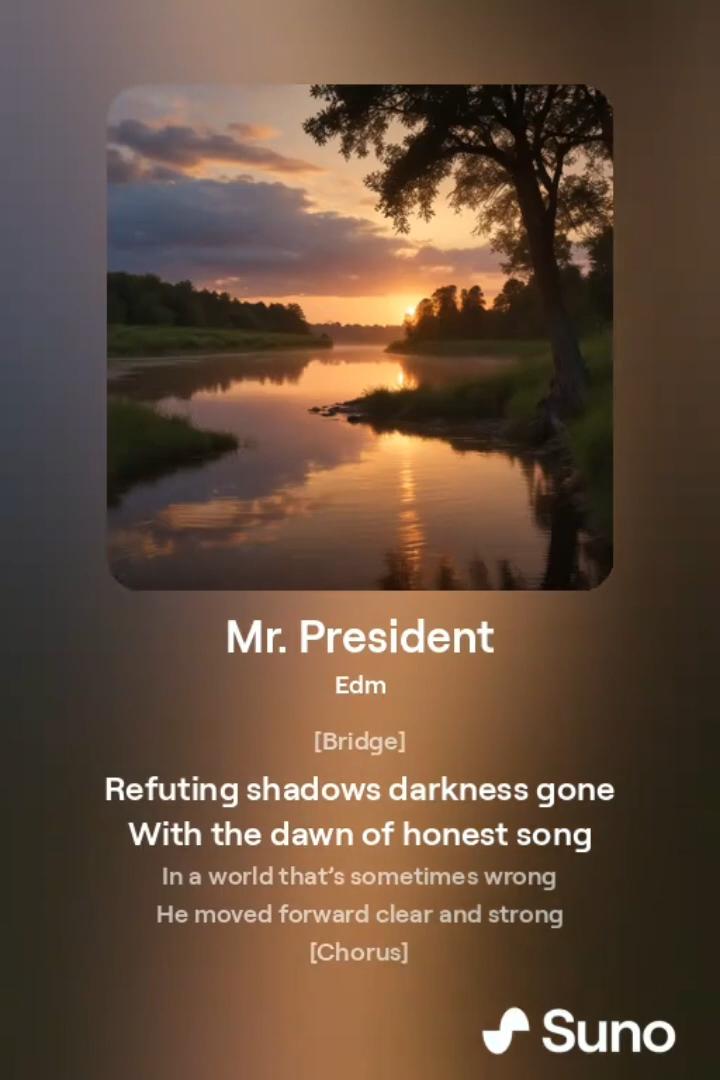 Mr. President
Edm
[Bridge]
Refuting shadows darkness gone
With the dawn of honest song
In a world that's sometimes wrong
He moved forward clear and strong
[Chorus]
Suno